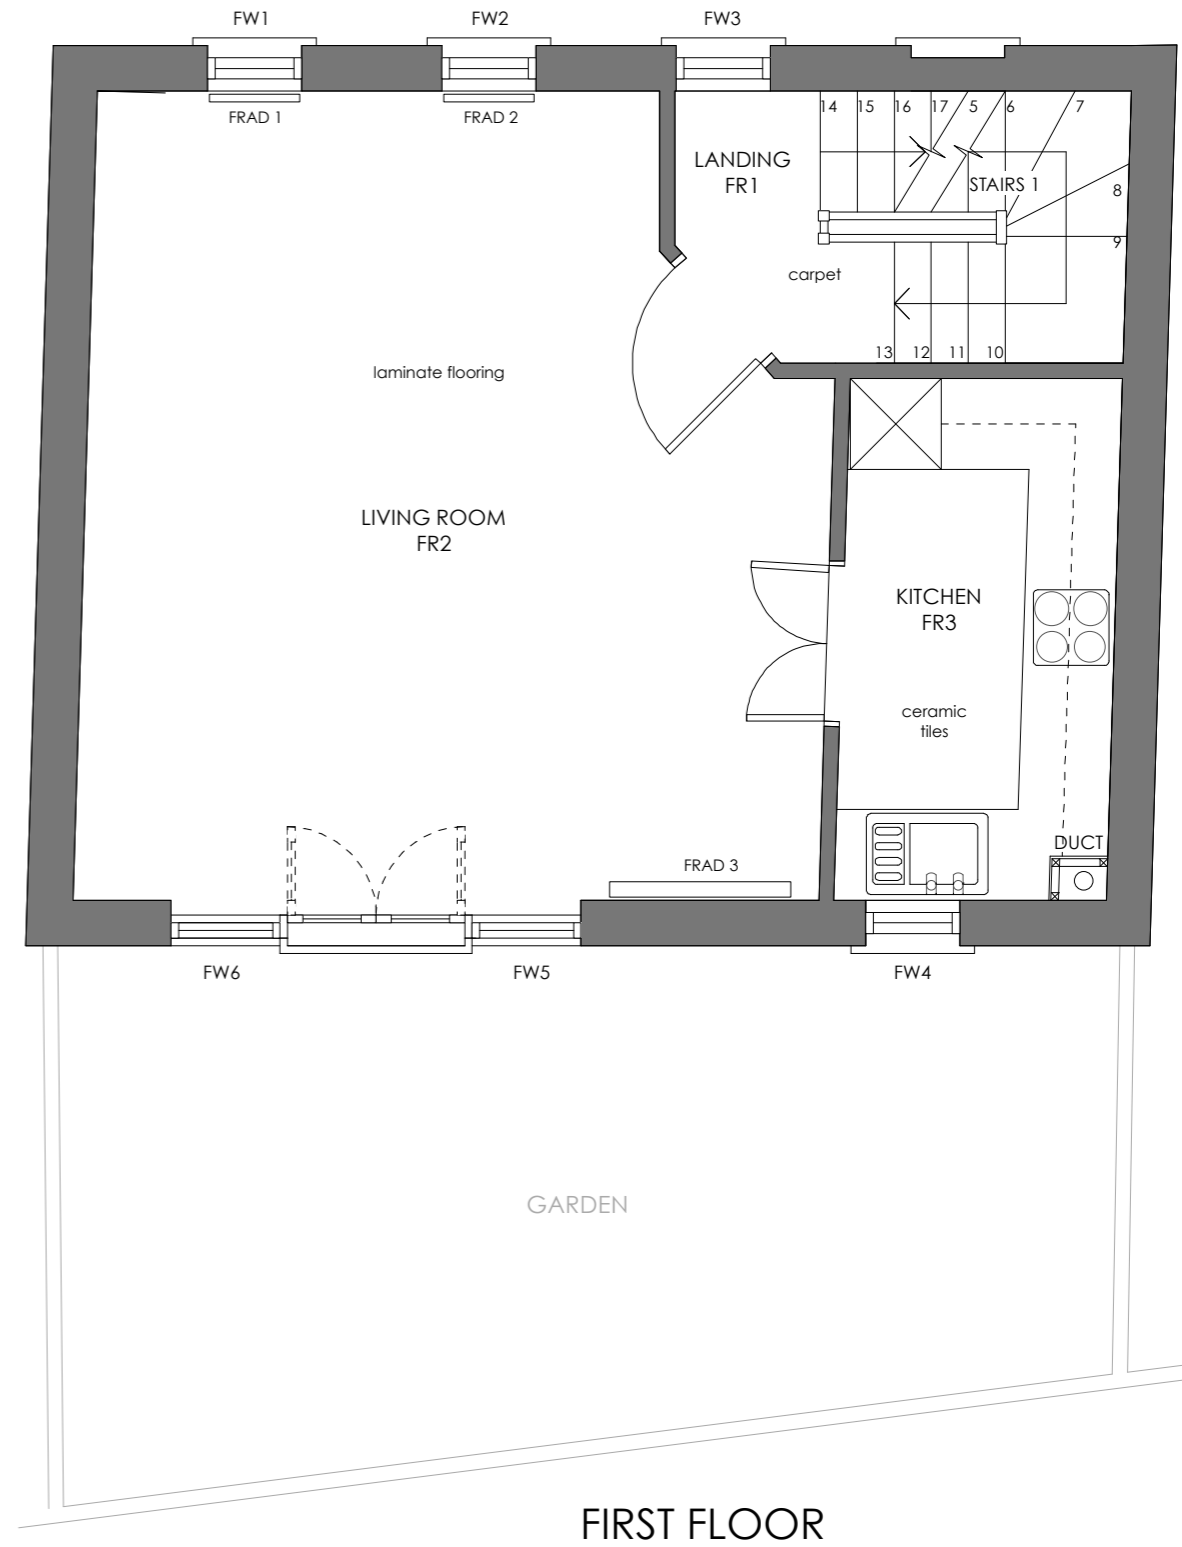 FW1 FW2 FW3
FRAD 1 FRAD 2
14 15 16 17 5 6 7
LANDING
FR1
STAIRS 1
8
9
carpet
13 12 11 10
laminate flooring
LIVING ROOM
FR2
KITCHEN
FR3
ceramic
tiles
DUCT
FRAD 3
FW6 FW5 FW4
GARDEN
FIRST FLOOR